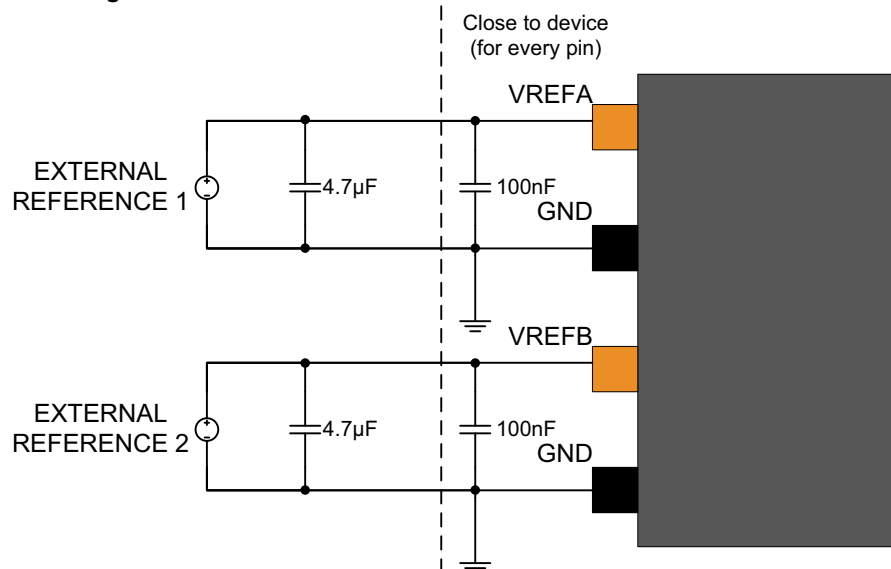 Close to device
(for every pin)
VREFA
EXTERNAL
REFERENCE 1
4.7µF
100nF
GND
VREFB
EXTERNAL
REFERENCE 2
4.7µF
100nF
GND